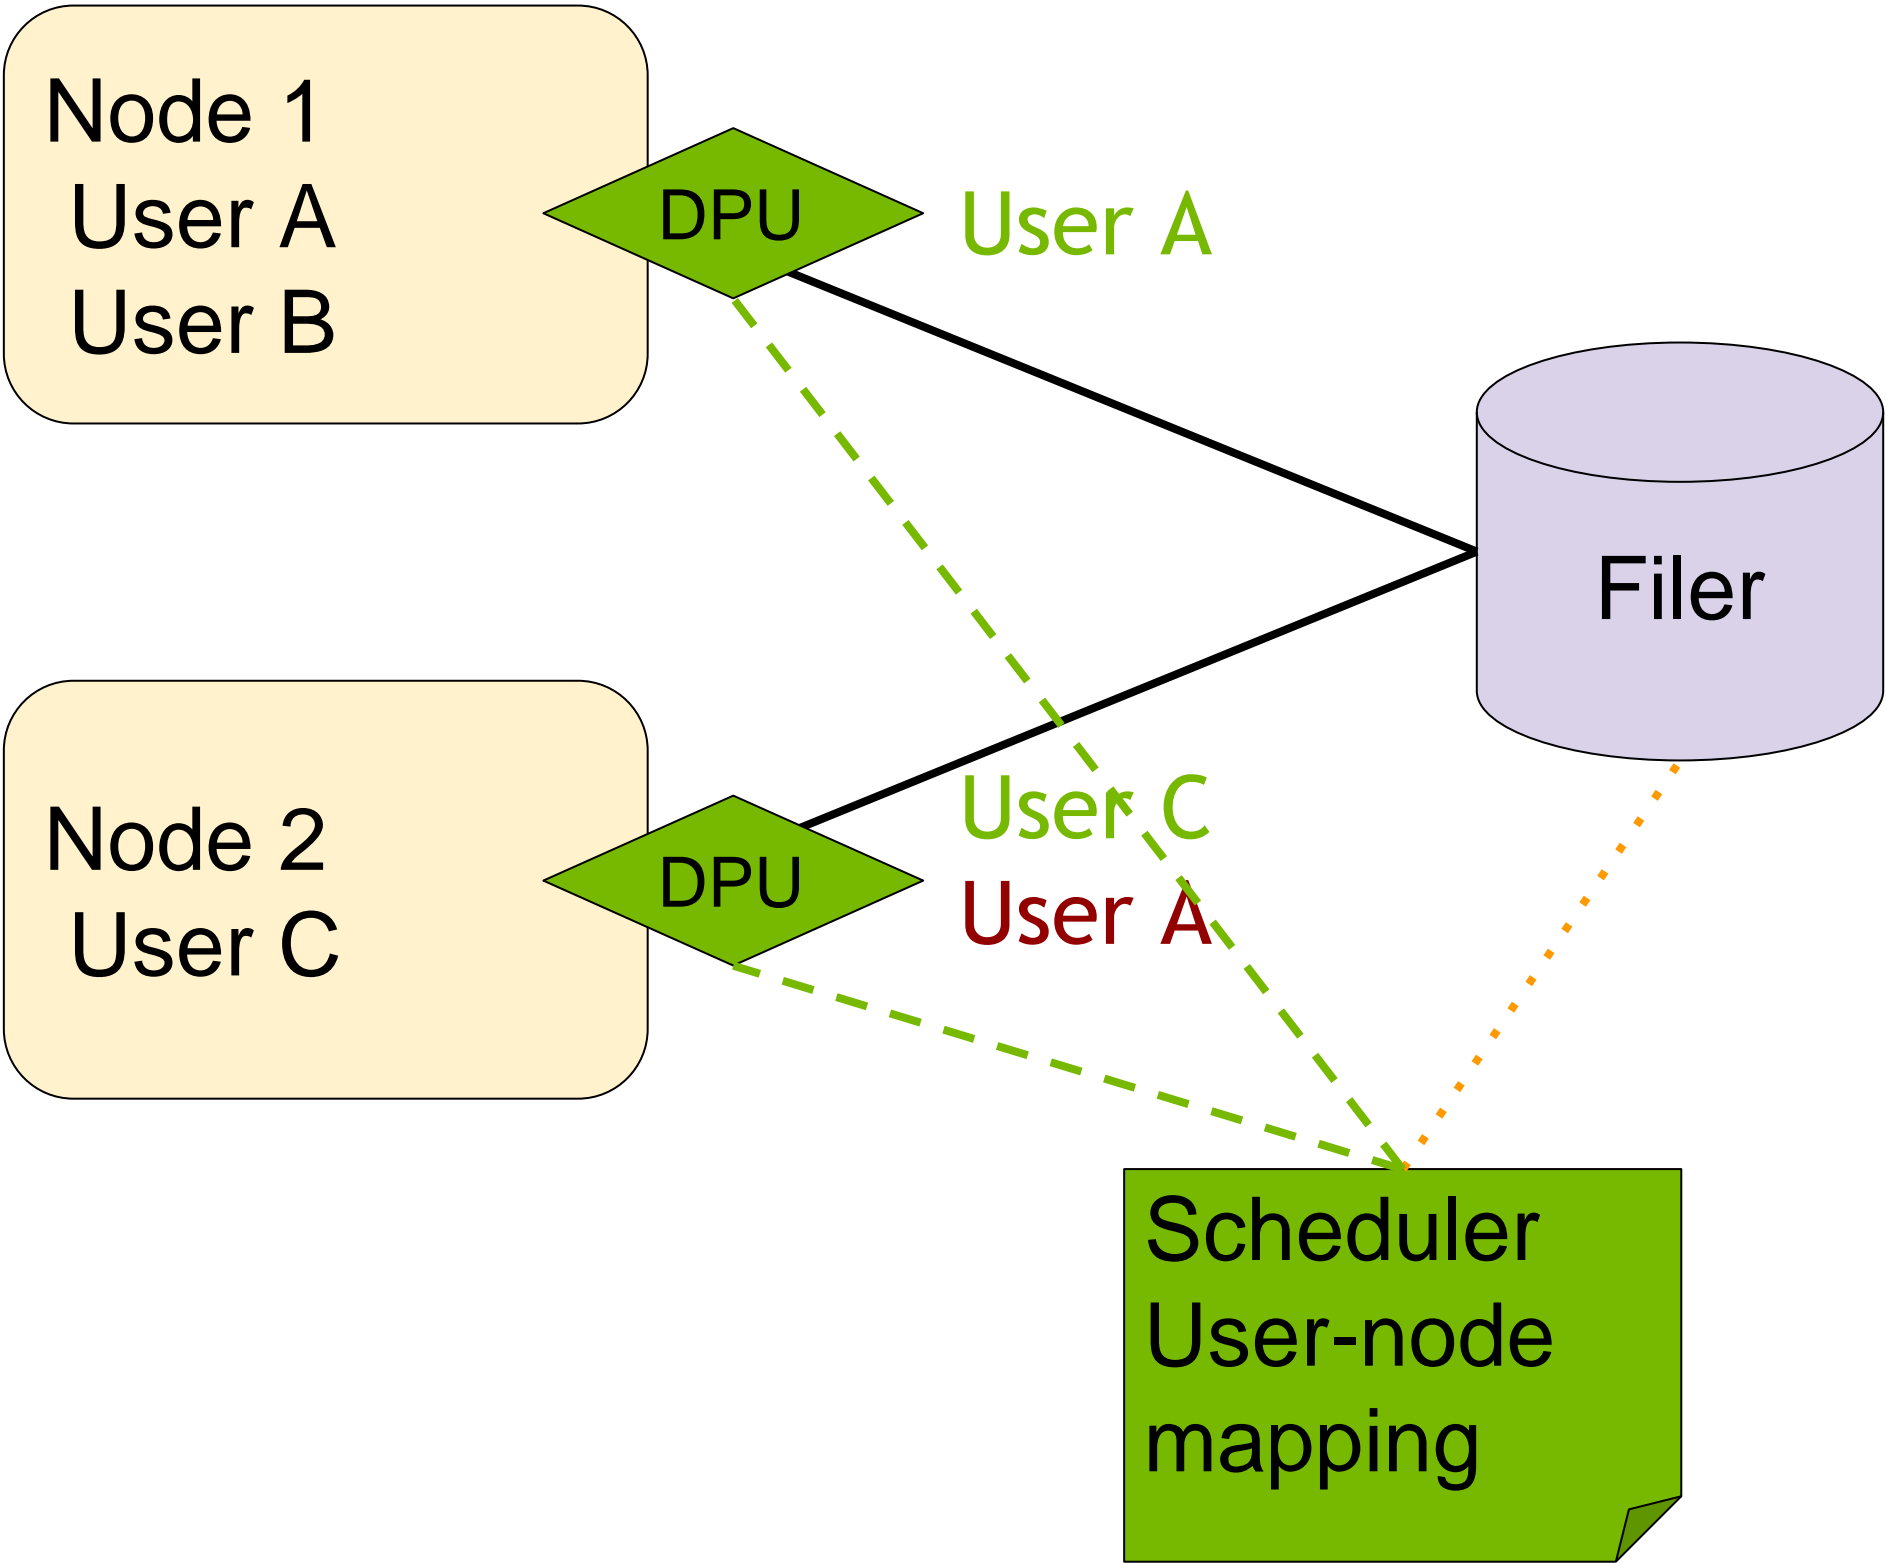 Node 1
User A
User B
DPU
User A
Filer
Node 2
User C
DPU
User C
User A
Scheduler
User-node
mapping